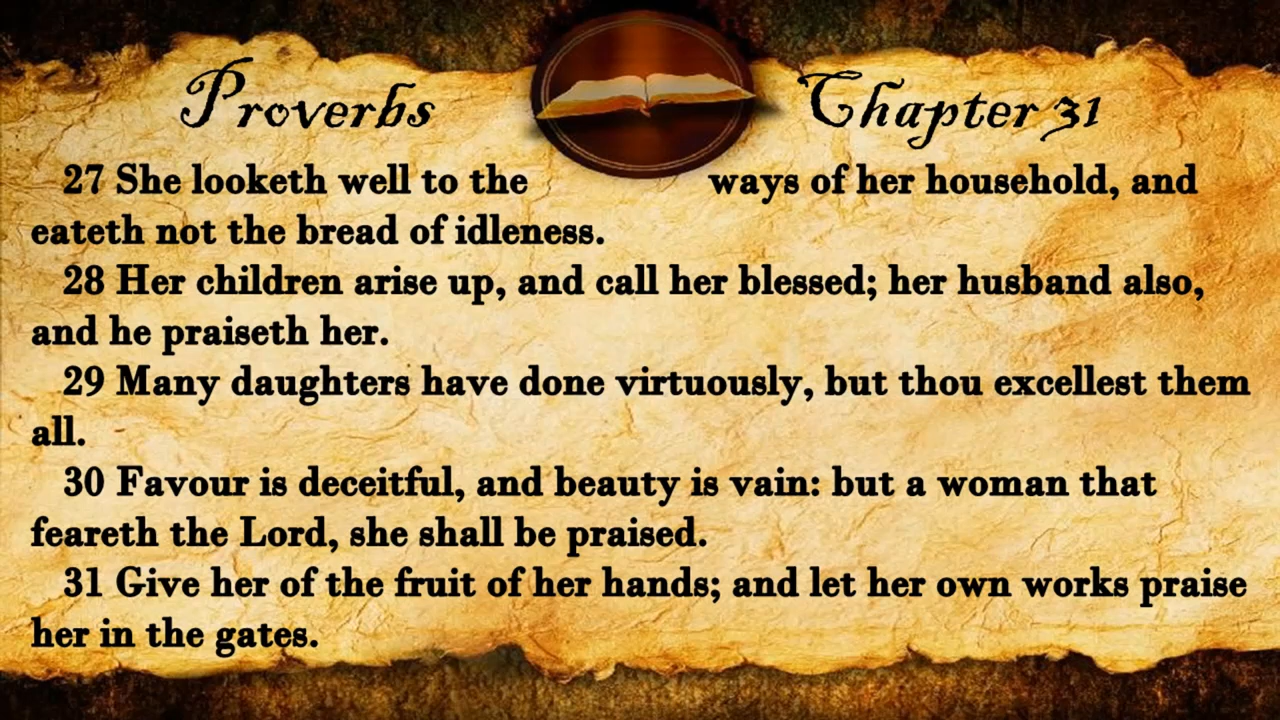 Proverbs Chapter 31
27 She looketh well to the ways of her household, and
eateth not the bread of idleness.
28 Her children arise up, and call her blessed; her husband also,
and he praiseth her.
29 Many daughters have done virtuously, but thou excellest them
all.
30 Favour is deceitful, and beauty is vain: but a woman that
feareth the Lord, she shall be praised.
31 Give her of the fruit of her hands; and let her own works praise
her in the gates.